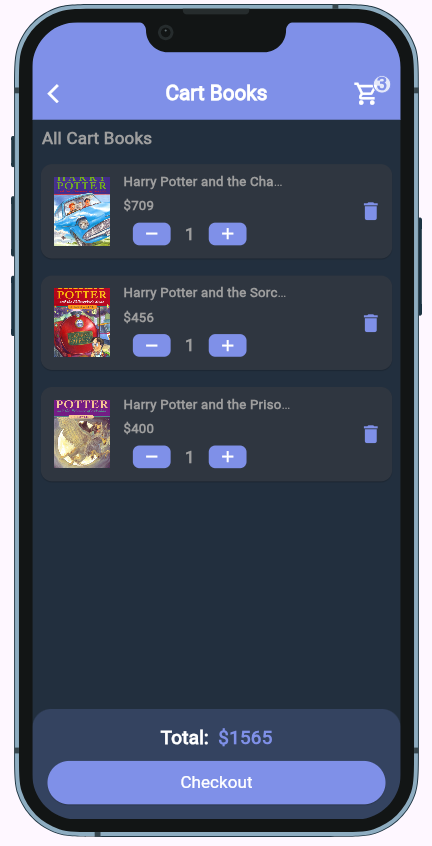 Cart Books
3
All Cart Books
HARRY
POTTER
Harry Potter and the Cha...
$709
1
POTTER
Harry Potter and the Sorc...
$456
1
POTTER
Harry Potter and the Priso...
$400
1
Total: $1565
Checkout